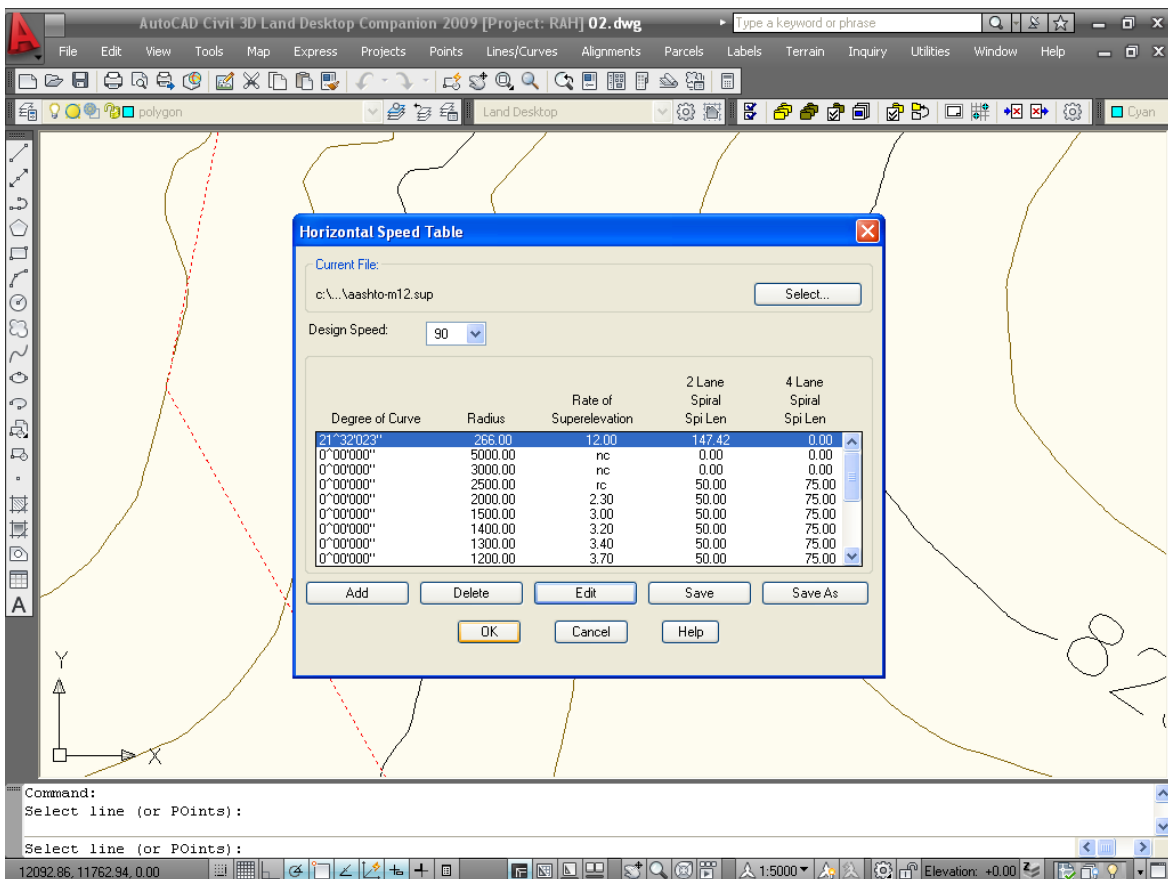 AutoCAD Civil 3D Land Desktop Companion 2009 [Project: RAH] 02.dwg
Type a keyword or phrase
File Edit View Tools Map Express Projects Points Lines/Curves Alignments Parcels Labels Terrain Inquiry Utilities Window Help
polygon
Land Desktop
Cyan
Horizontal Speed Table
Current File:
c:\...\aashto-m12.sup
Select...
Design Speed:
90
2 Lane 4 Lane
Rate of Spiral Spiral
Degree of Curve Radius Superelevation Spi Len Spi Len
21^32'023" 266.00 12.00 147.42 0.00
0^00'000" 5000.00 nc 0.00 0.00
0^00'000" 3000.00 nc 0.00 0.00
0^00'000" 2500.00 rc 50.00 75.00
0^00'000" 2000.00 2.30 50.00 75.00
0^00'000" 1500.00 3.00 50.00 75.00
0^00'000" 1400.00 3.20 50.00 75.00
0^00'000" 1300.00 3.40 50.00 75.00
0^00'000" 1200.00 3.70 50.00 75.00
Add Delete Edit Save Save As
OK Cancel Help
A
Y
X
Command:
Select line (or POints):
Select line (or POints):
12092.86, 11762.94, 0.00
1:5000
Elevation: +0.00